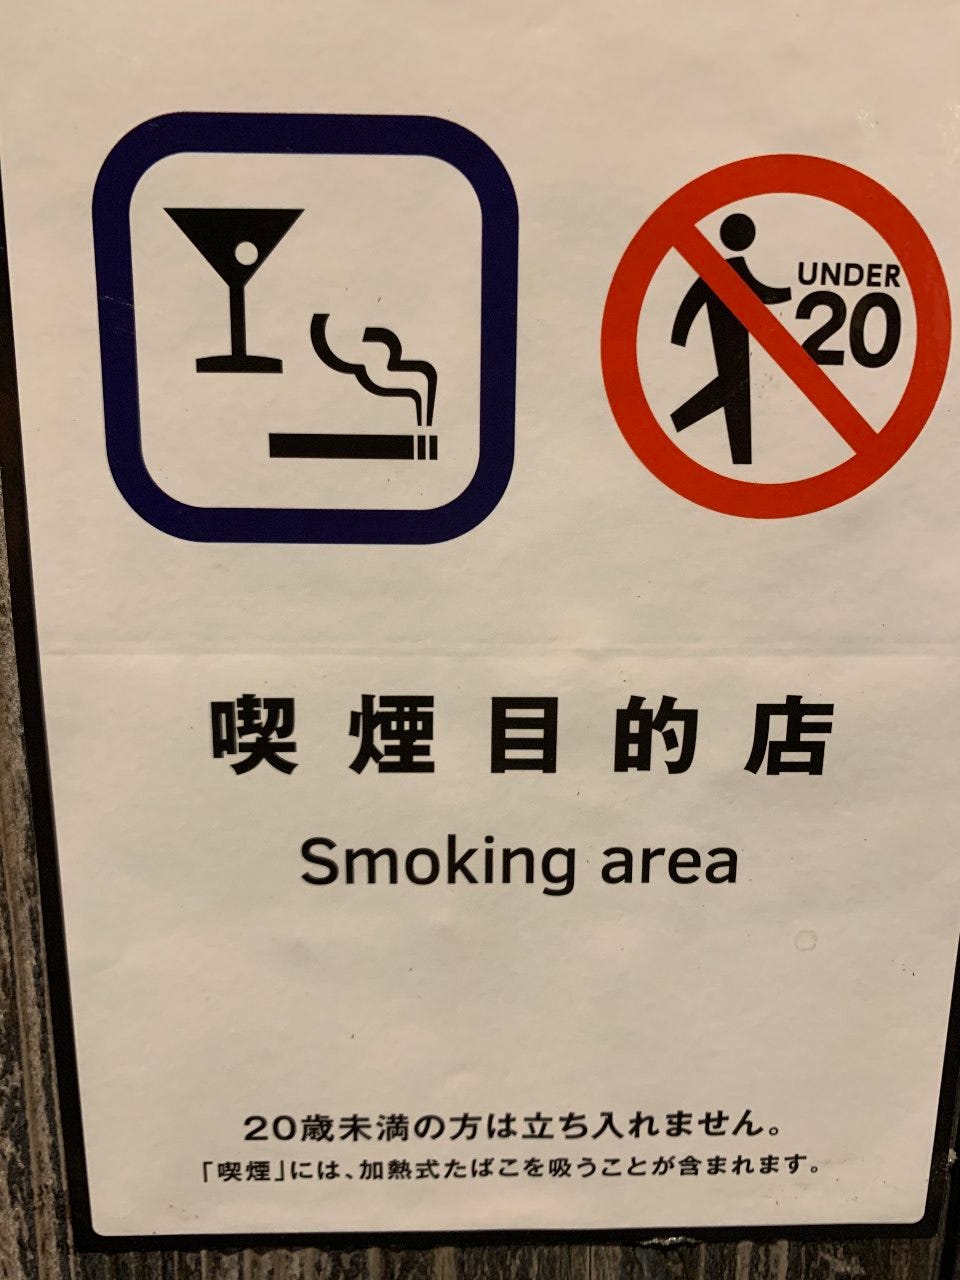 UNDER
20
喫煙目的店
Smoking area
20歳未満の方は立ち入れません。
「喫煙」には、加熱式たばこを吸うことが含まれます。